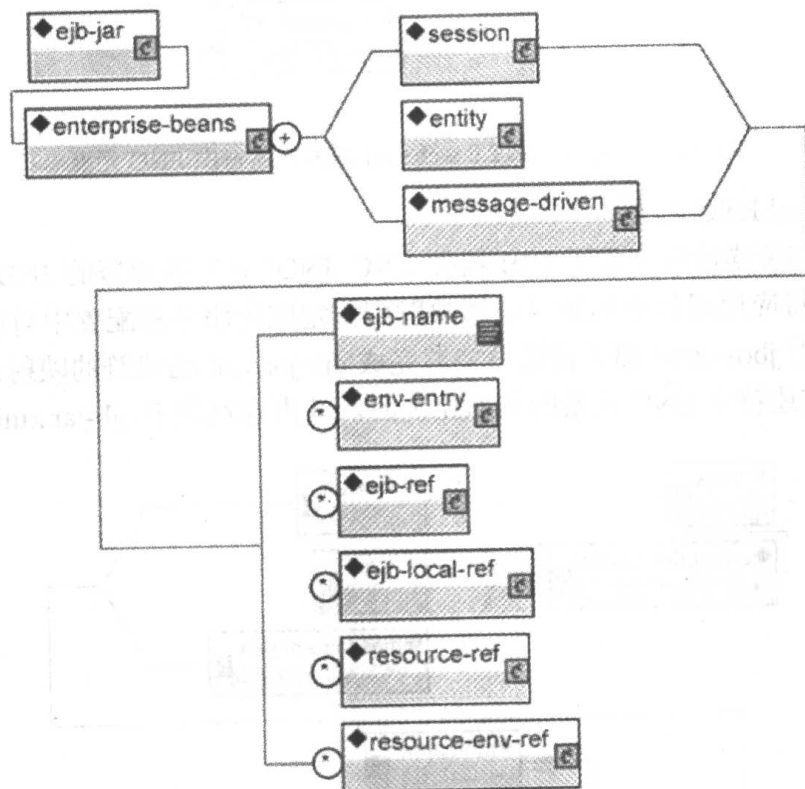 ejb-jar
session
enterprise-beans
+
entity
message-driven
ejb-name
* env-entry
* ejb-ref
* ejb-local-ref
* resource-ref
* resource-env-ref